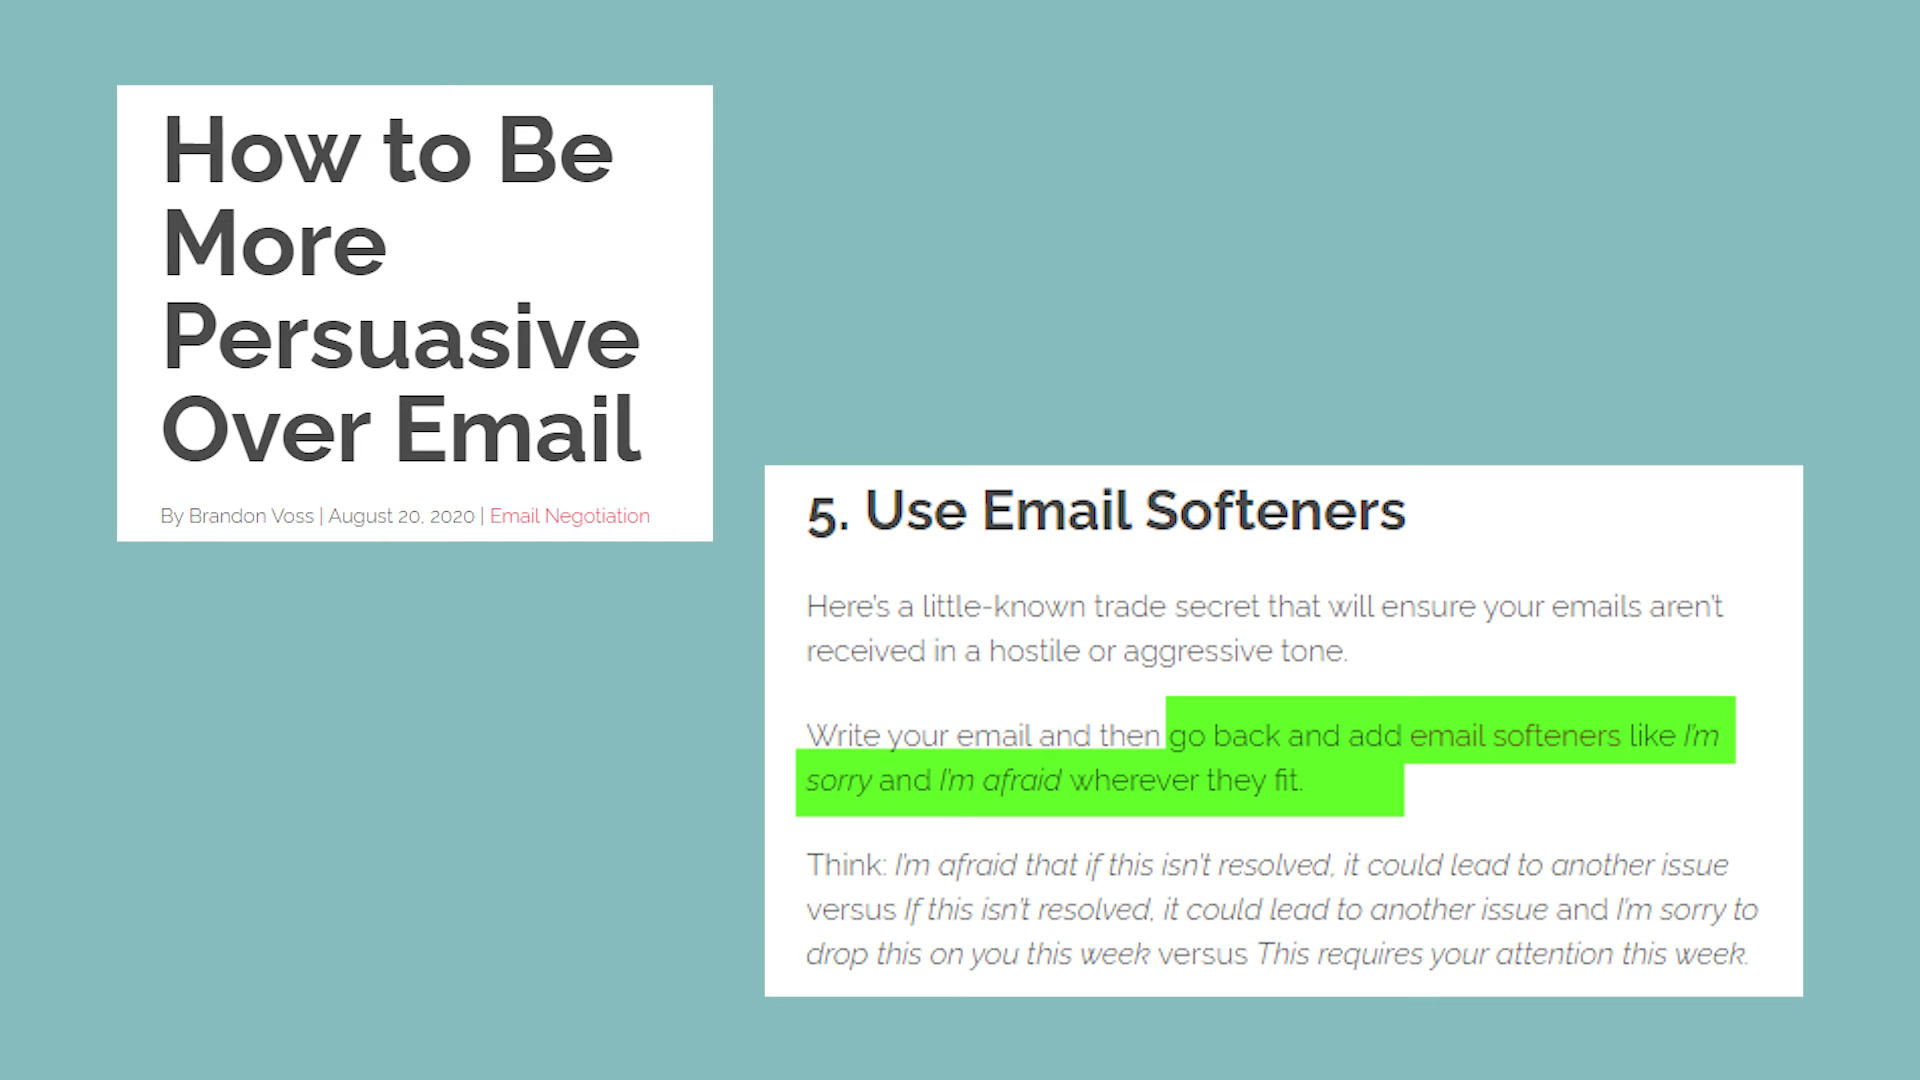 How to Be
More
Persuasive
Over Email
By Brandon Voss | August 20, 2020 | Email Negotiation
5. Use Email Softeners
Here's a little-known trade secret that will ensure your emails aren't
received in a hostile or aggressive tone.
Write your email and then go back and add email softeners like I'm
sorry and I'm afraid wherever they fit.
Think: I'm afraid that if this isn't resolved, it could lead to another issue
versus If this isn't resolved, it could lead to another issue and I'm sorry to
drop this on you this week versus This requires your attention this week.